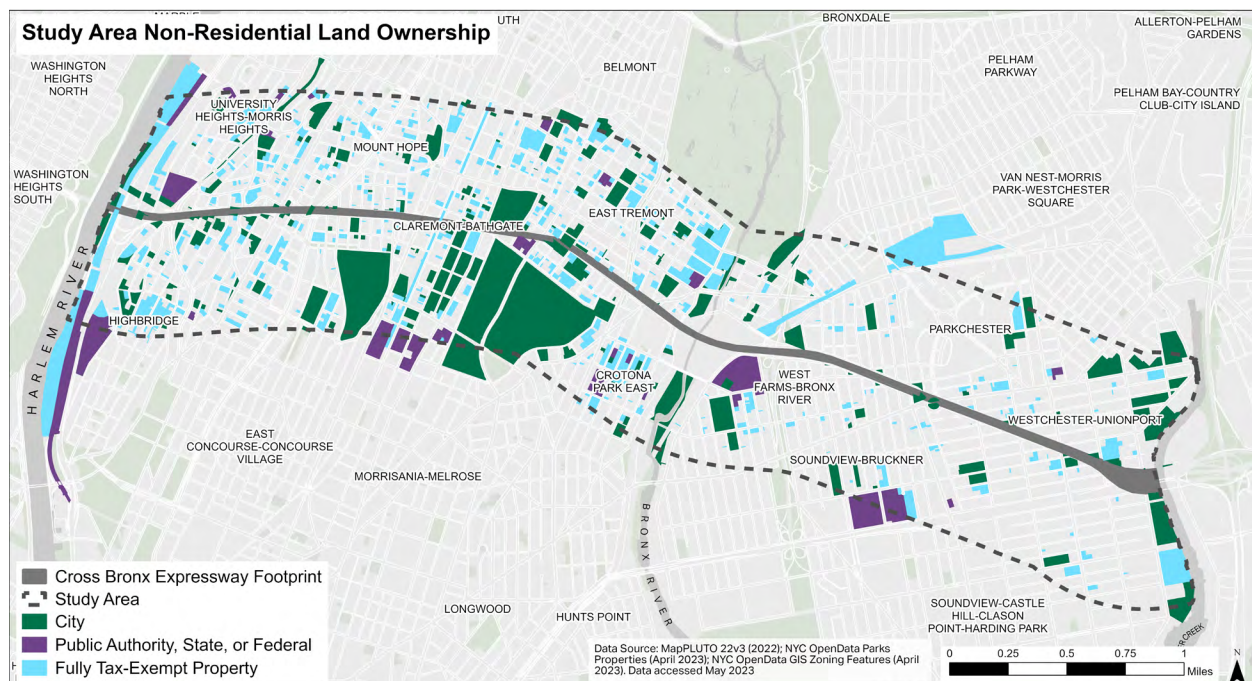 Study Area Non-Residential Land Ownership
BRONXDALE
ALLERTON-PELHAM
GARDENS
WASHINGTON
HEIGHTS
NORTH
BELMONT
PELHAM
PARKWAY
PELHAM BAY-COUNTRY
CLUB-CITY ISLAND
UNIVERSITY
HEIGHTS-MORRIS
HEIGHTS
MOUNT HOPE
WASHINGTON
HEIGHTS
SOUTH
VAN NEST-MORRIS
PARK-WESTCHESTER
SQUARE
EAST TREMONT
CLAREMONT-BATHGATE
HARLEM RIVER
HIGHBRIDGE
PARKCHESTER
CROTONA
PARK EAST
WEST
FARMS-BRONX
RIVER
WESTCHESTER-UNIONPORT
EAST
CONCOURSE-CONCOURSE
VILLAGE
MORRISANIA-MELROSE
SOUNDVIEW-BRUCKNER
BRONX RIVER
LONGWOOD
HUNTS POINT
SOUNDVIEW-CASTLE
HILL-CLASON
POINT-HARDING PARK
CREEK
Cross Bronx Expressway Footprint
Study Area
City
Public Authority, State, or Federal
Fully Tax-Exempt Property
Data Source: MapPLUTO 22v3 (2022); NYC OpenData Parks
Properties (April 2023); NYC OpenData GIS Zoning Features (April
2023). Data accessed May 2023
0 0.25 0.5 0.75 1
Miles
N